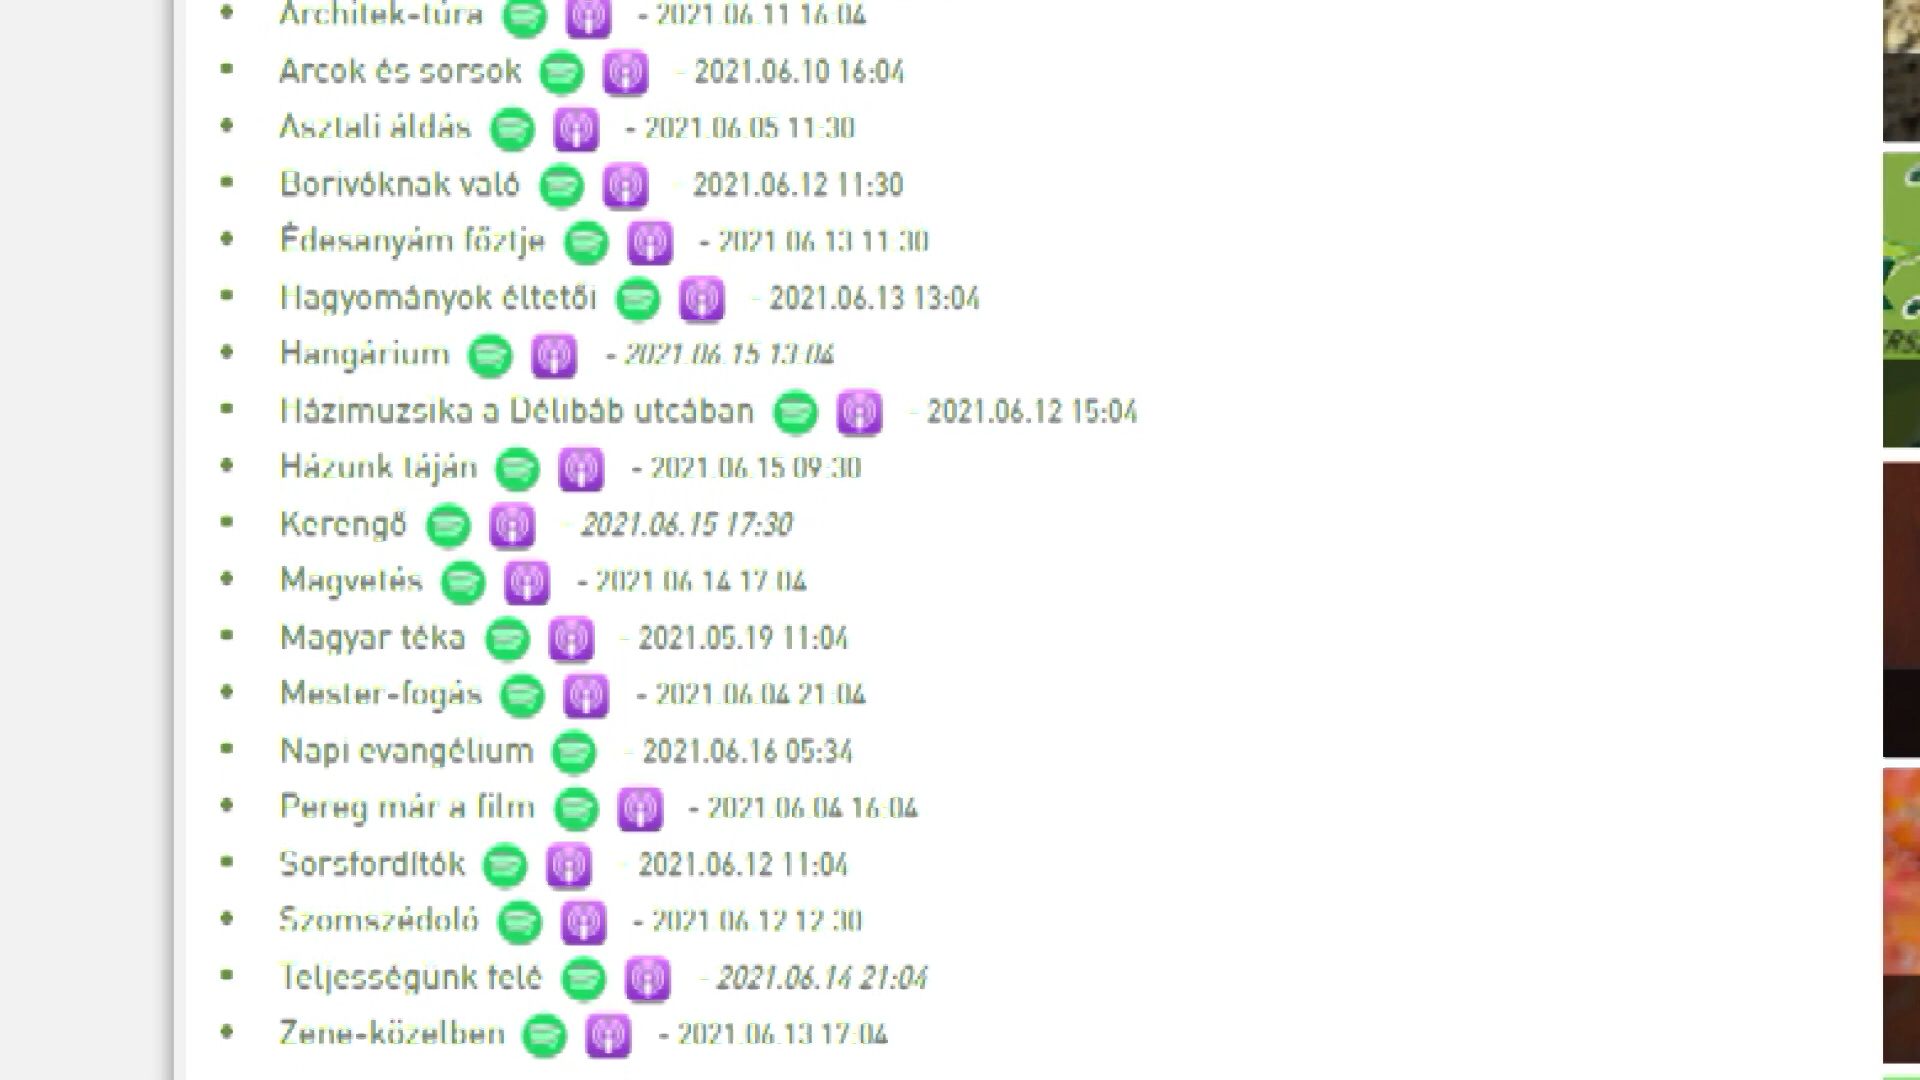 Architek-túra - 2021.06.11 16:04
Arcok és sorsok - 2021.06.10 16:04
Asztali áldás - 2021.06.05 11:30
Borivóknak való - 2021.06.12 11:30
Édesanyám főztje - 2021.06.13 11:30
Hagyományok éltetői - 2021.06.13 13:04
Hangárium - 2021.06.15 13:04
Házimuzsika a Délibáb utcában - 2021.06.12 15:04
Házunk táján - 2021.06.15 09:30
Kerengő - 2021.06.15 17:30
Magvetés - 2021.06.14 17:04
Magyar téka - 2021.05.19 11:04
Mester-fogás - 2021.06.04 21:04
Napi evangélium - 2021.06.16 05:34
Pereg már a film - 2021.06.04 16:04
Sorsfordítók - 2021.06.12 11:04
Szomszédoló - 2021.06.12 12:30
Teljességünk felé - 2021.06.14 21:04
Zene-közelben - 2021.06.13 17:04